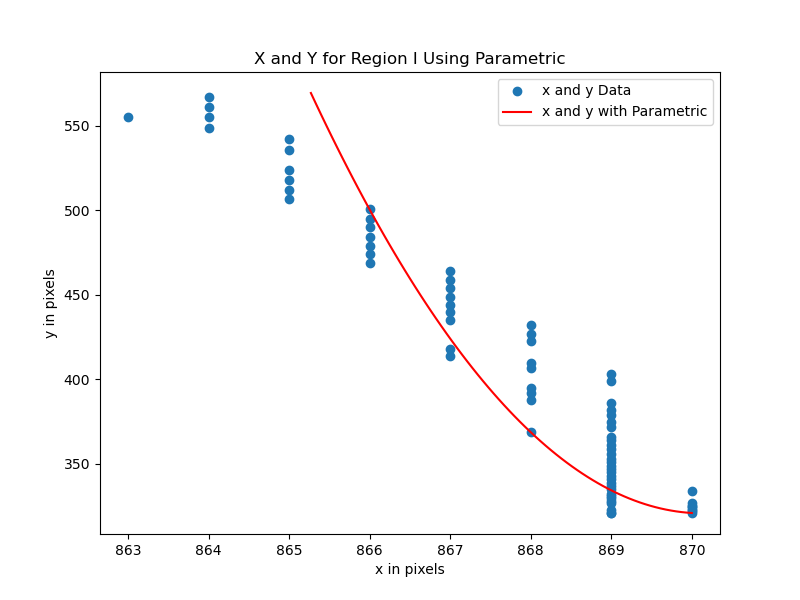 X and Y for Region I Using Parametric
x and y Data
x and y with Parametric
550
500
450
400
350
y in pixels
863 864 865 866 867 868 869 870
x in pixels